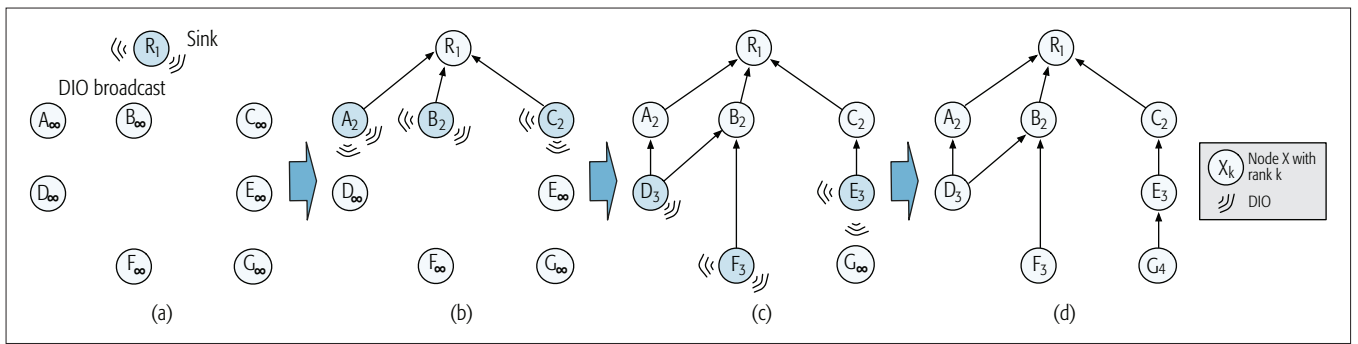 R1 Sink
DIO broadcast
A∞ B∞ C∞
D∞ E∞
F∞ G∞
(a)
R1
A2 B2 C2
D∞ E∞
F∞ G∞
(b)
R1
A2 B2 C2
D3 E3
F3 G∞
(c)
R1
A2 B2 C2
D3 E3
F3 G4
(d)
Xk Node X with
rank k
DIO